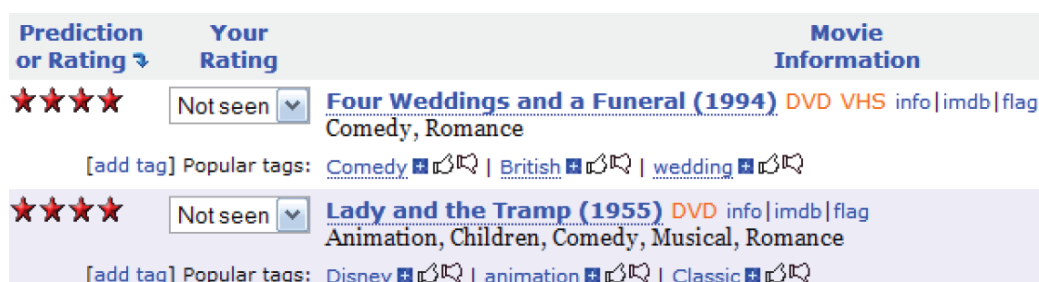 Prediction or Rating Your Rating Movie Information
Not seen Four Weddings and a Funeral (1994) DVD VHS info|imdb|flag
Comedy, Romance
[add tag] Popular tags: Comedy | British | wedding
Not seen Lady and the Tramp (1955) DVD info|imdb|flag
Animation, Children, Comedy, Musical, Romance
[add tag] Popular tags: Disney | animation | Classic